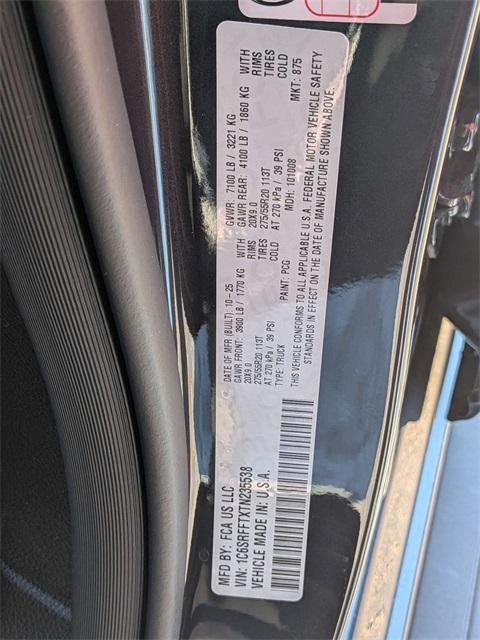 MFD BY: FCA US LLC
VIN: 1C6SRFFTXTN235538
VEHICLE MADE IN: U.S.A.
DATE OF MFR (BUILT): 10-25
GVWR: 7100 LB / 3221 KG
GAWR FRONT: 3900 LB / 1770 KG WITH
20X9.0 RIMS
275/55R20 113T TIRES
AT 270 kPa / 39 PSI COLD
GAWR REAR: 4100 LB / 1860 KG WITH
20X9.0 RIMS
275/55R20 113T TIRES
AT 270 kPa / 39 PSI COLD
TYPE: TRUCK PAINT: PCG MDH: 101008 MKT: 875
THIS VEHICLE CONFORMS TO ALL APPLICABLE U.S.A. FEDERAL MOTOR VEHICLE SAFETY
STANDARDS IN EFFECT ON THE DATE OF MANUFACTURE SHOWN ABOVE.